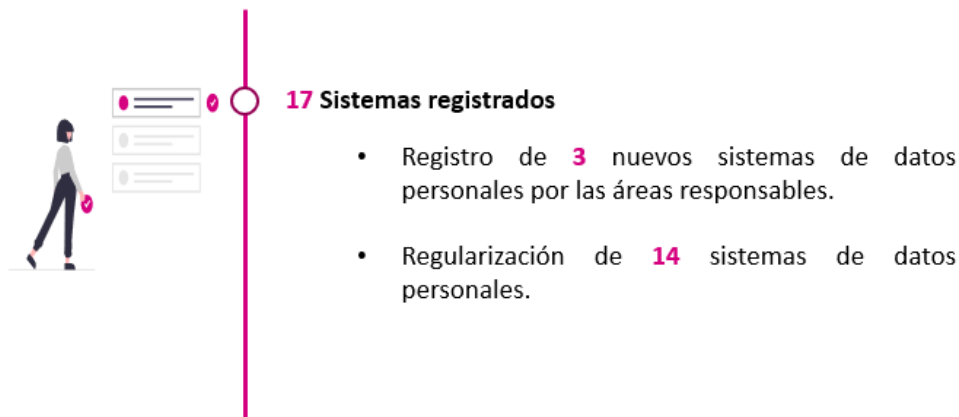 17 Sistemas registrados
• Registro de 3 nuevos sistemas de datos
personales por las áreas responsables.
• Regularización de 14 sistemas de datos
personales.